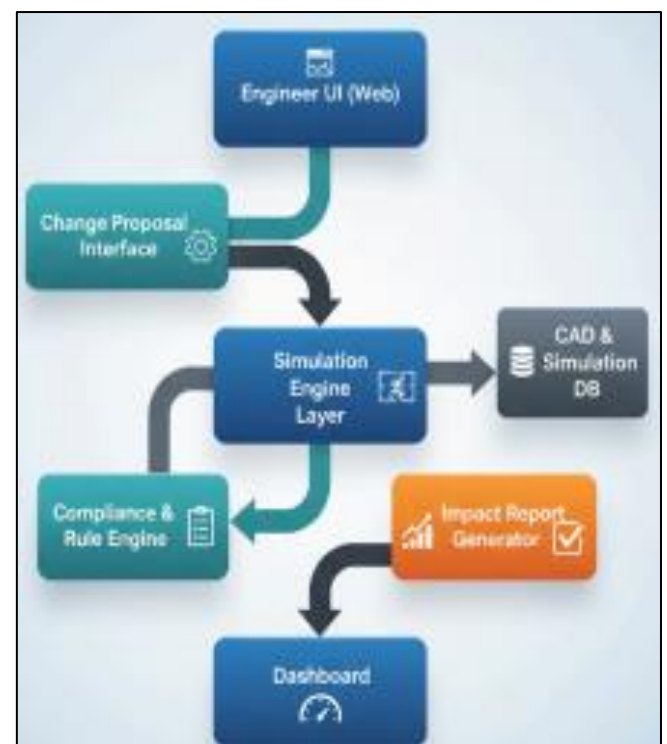 Engineer UI (Web)
Change Proposal
Interface
Simulation
Engine
Layer
CAD &
Simulation
DB
Compliance &
Rule Engine
Impact Report
Generator
Dashboard